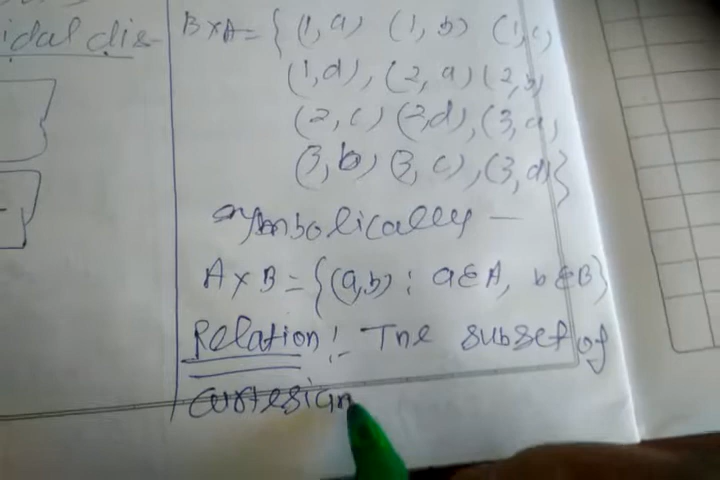 idal dis-
B×A = { (1, a) (1, b) (1, c)
(1, d), (2, a) (2, b)
(2, c) (2, d), (3, a)
(3, b) (3, c), (3, d) }
symbolically —
A × B = { (a, b) : a ∈ A, b ∈ B }
Relation :- The subset of
cartesian